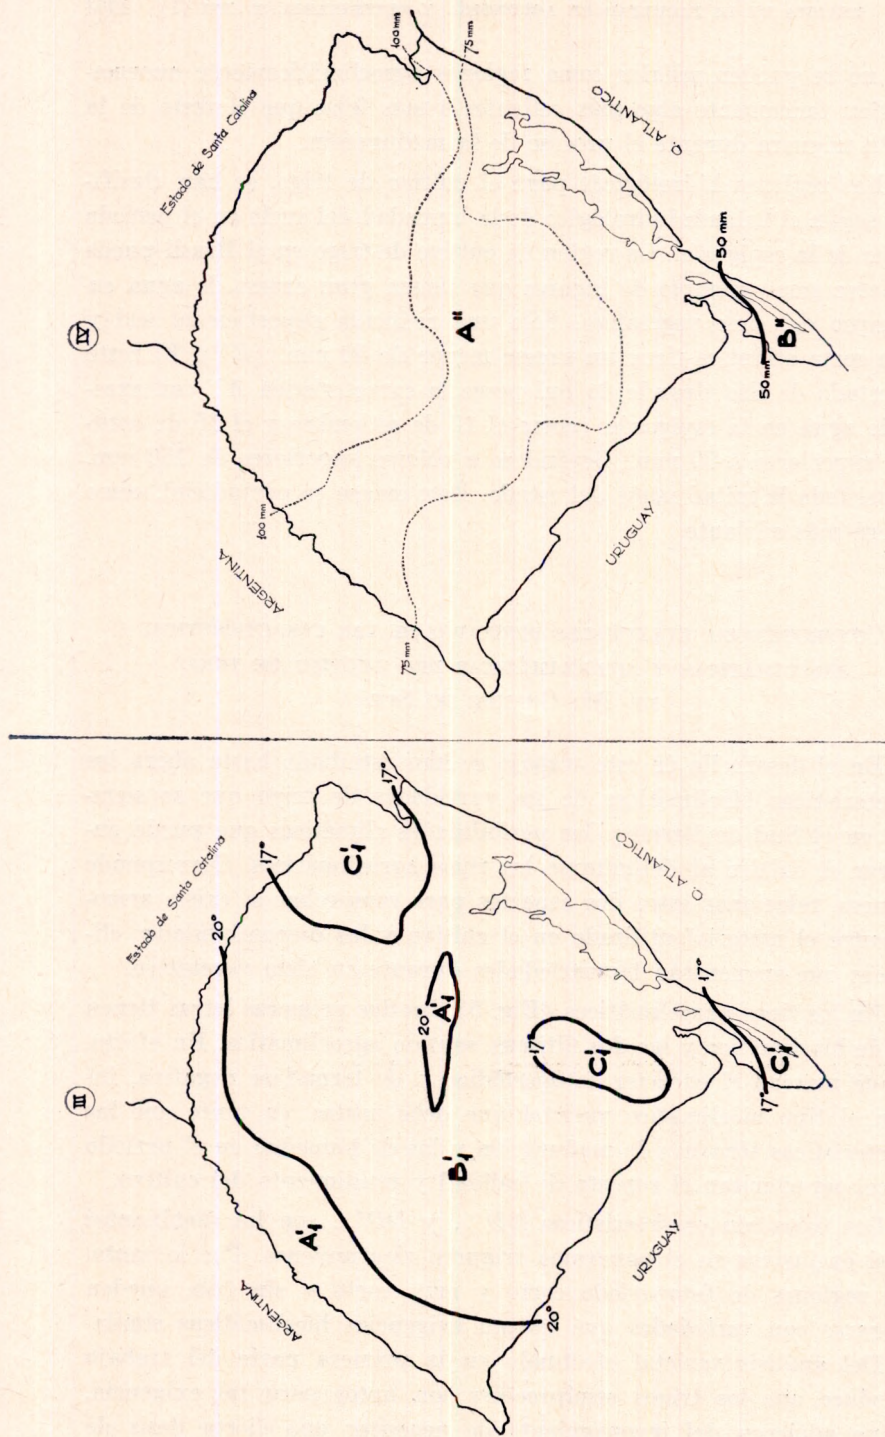 III
Estado de Santa Catalina
20°
17°
C'1
17°
A'1
ARGENTINA
20°
A'1
B'1
17°
C'1
20°
URUGUAY
O. ATLANTICO
17°
17°
C'1
IV
Estado de Santa Catalina
100 mm
75 mm
100 mm
ARGENTINA
A"
75 mm
URUGUAY
O. ATLANTICO
50 mm
50 mm
B"